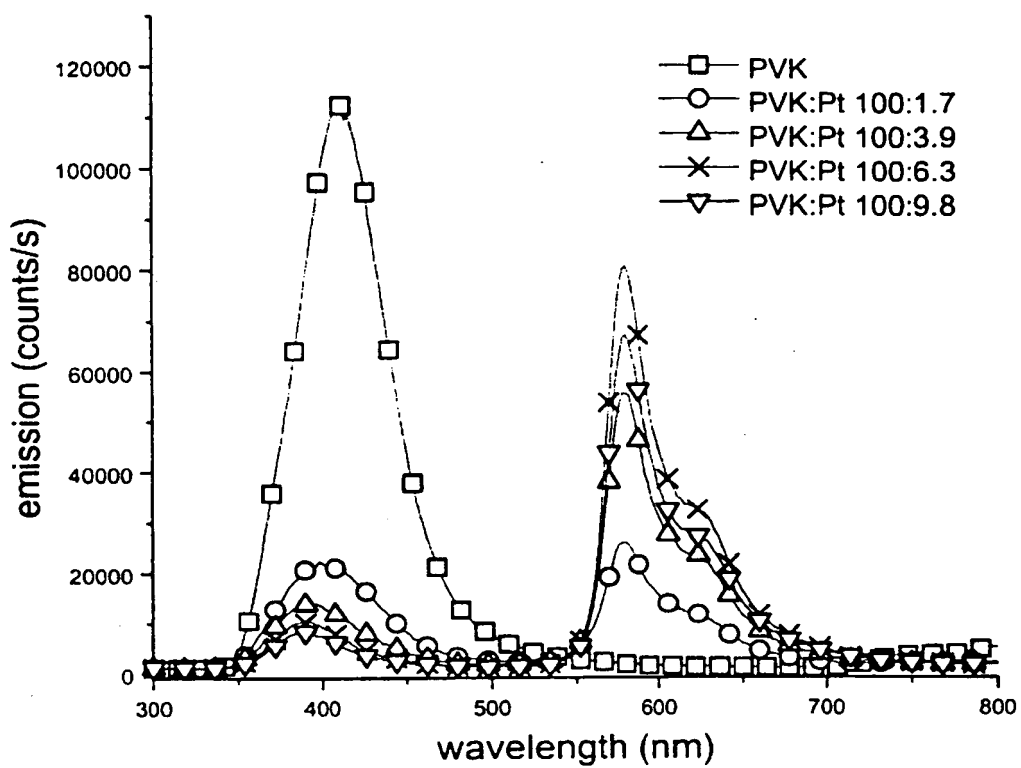 120000
100000
80000
60000
40000
20000
0
emission (counts/s)
PVK
PVK:Pt 100:1.7
PVK:Pt 100:3.9
PVK:Pt 100:6.3
PVK:Pt 100:9.8
300 400 500 600 700 800
wavelength (nm)